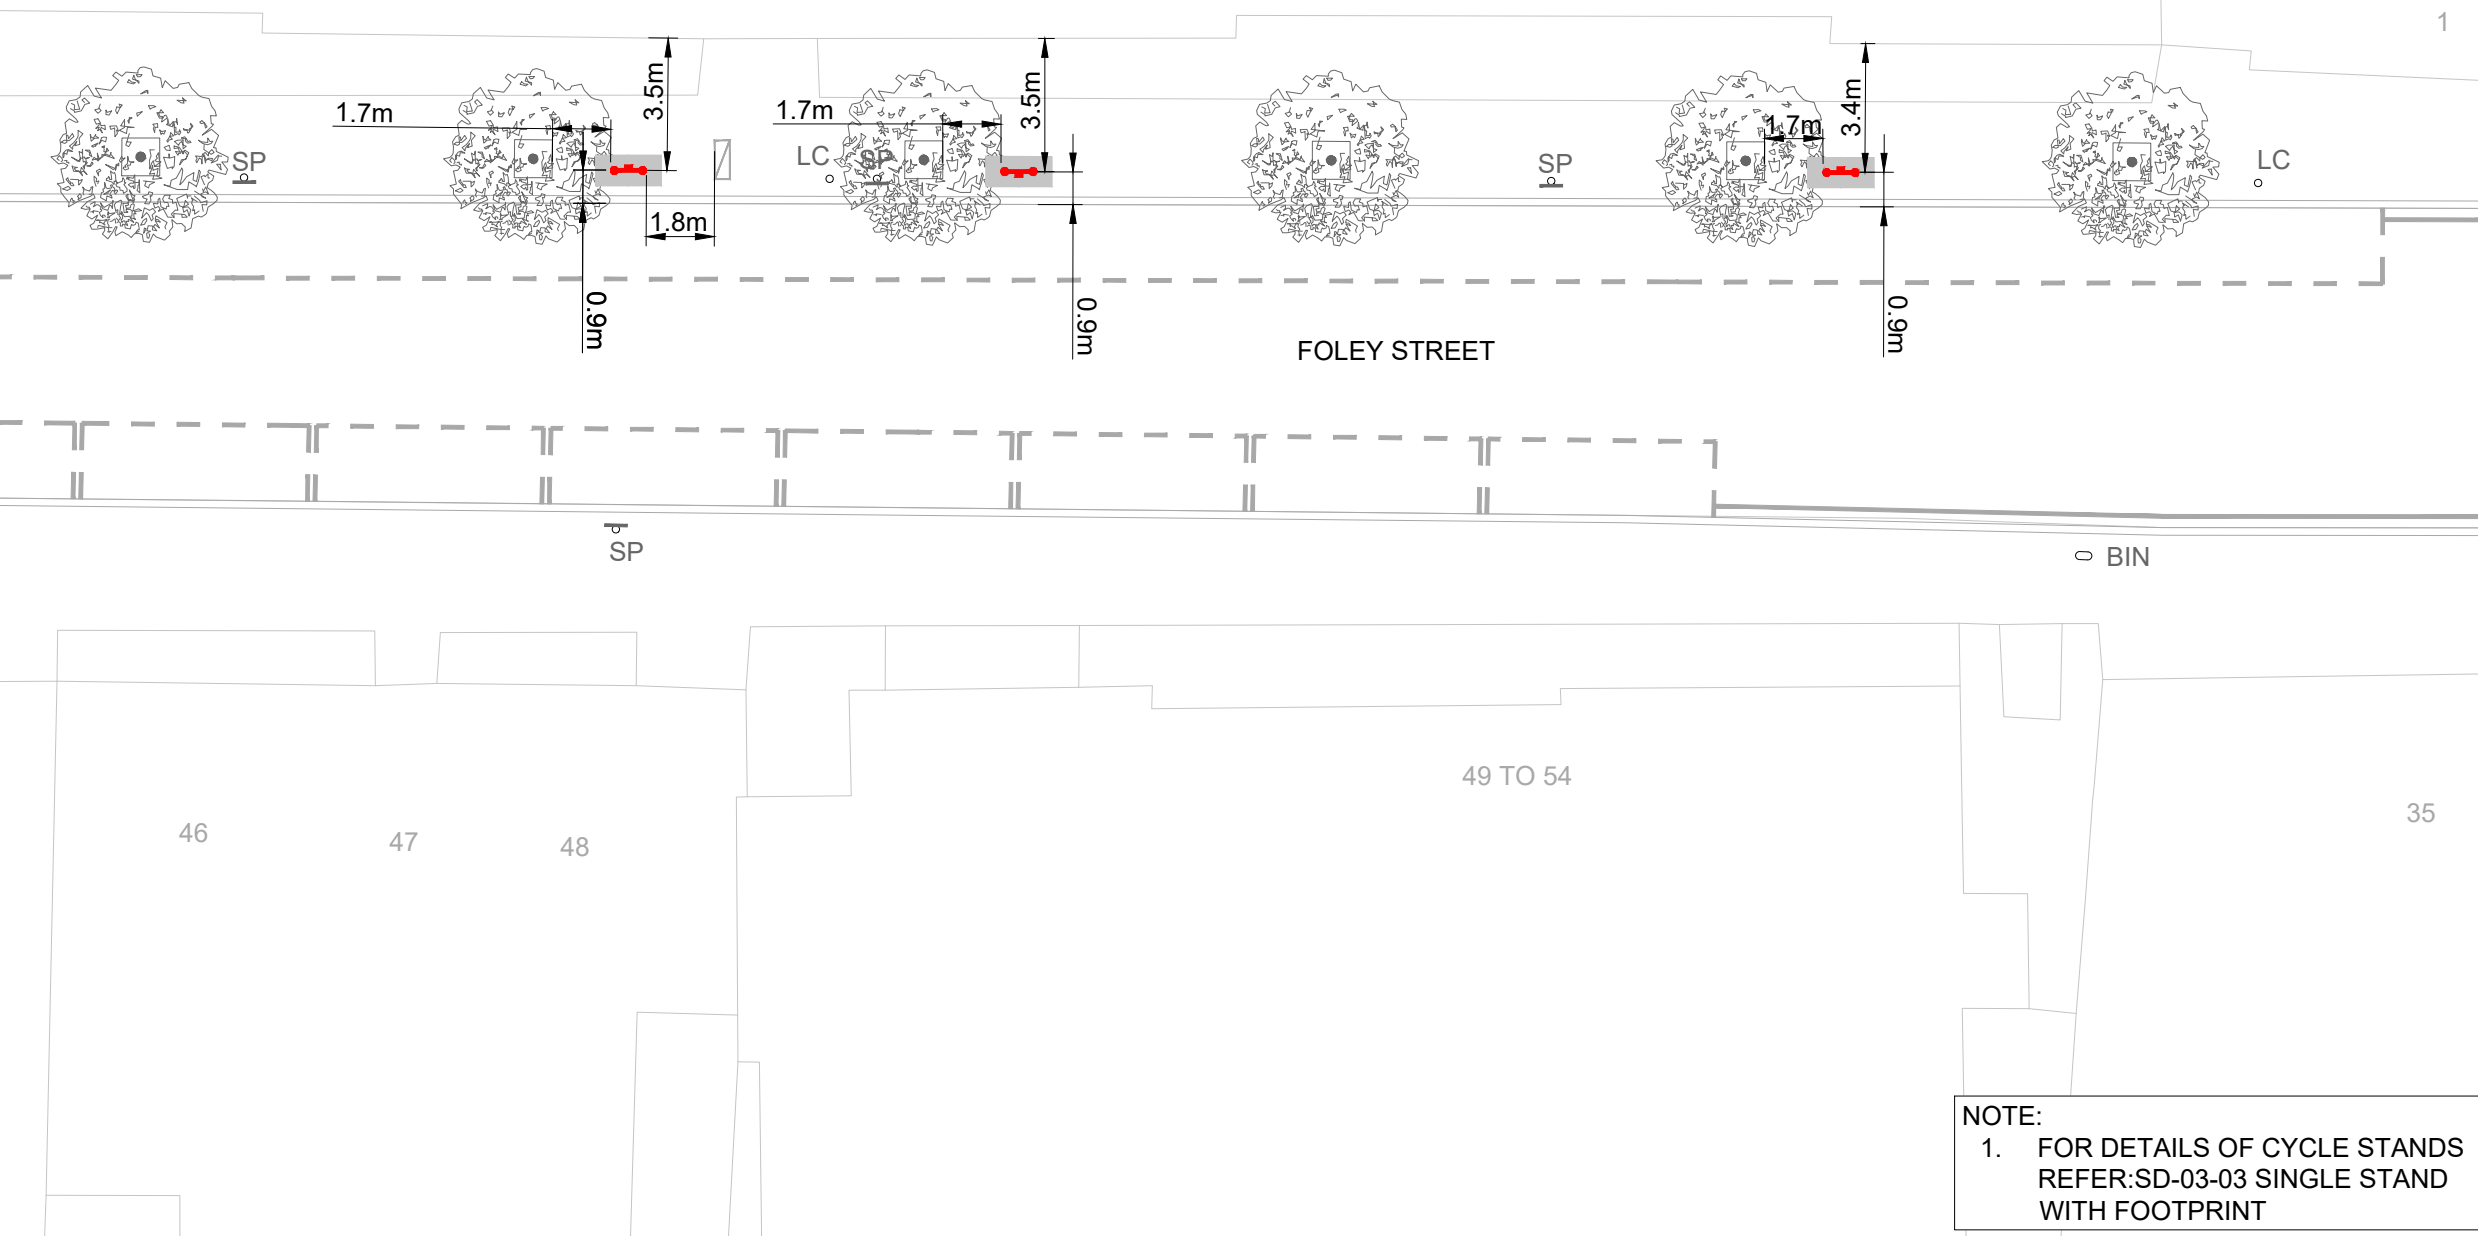 1
3.5m
3.5m
3.4m
1.7m
1.7m
1.7m
SP
LC
SP
SP
LC
1.8m
0.9m
0.9m
0.9m
FOLEY STREET
SP
BIN
49 TO 54
46
47
48
35
NOTE:
1. FOR DETAILS OF CYCLE STANDS
REFER:SD-03-03 SINGLE STAND
WITH FOOTPRINT